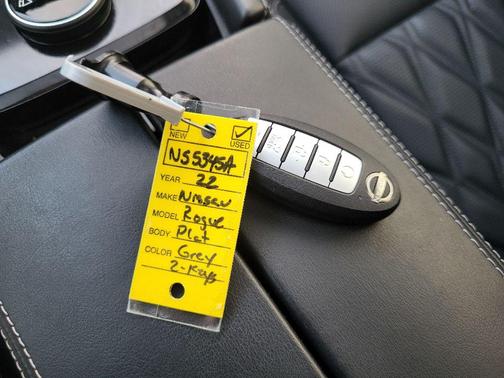 NEW USED
NS5345A
YEAR 22
MAKE Nissan
MODEL Rogue
BODY Plat
COLOR Grey
2-Keys